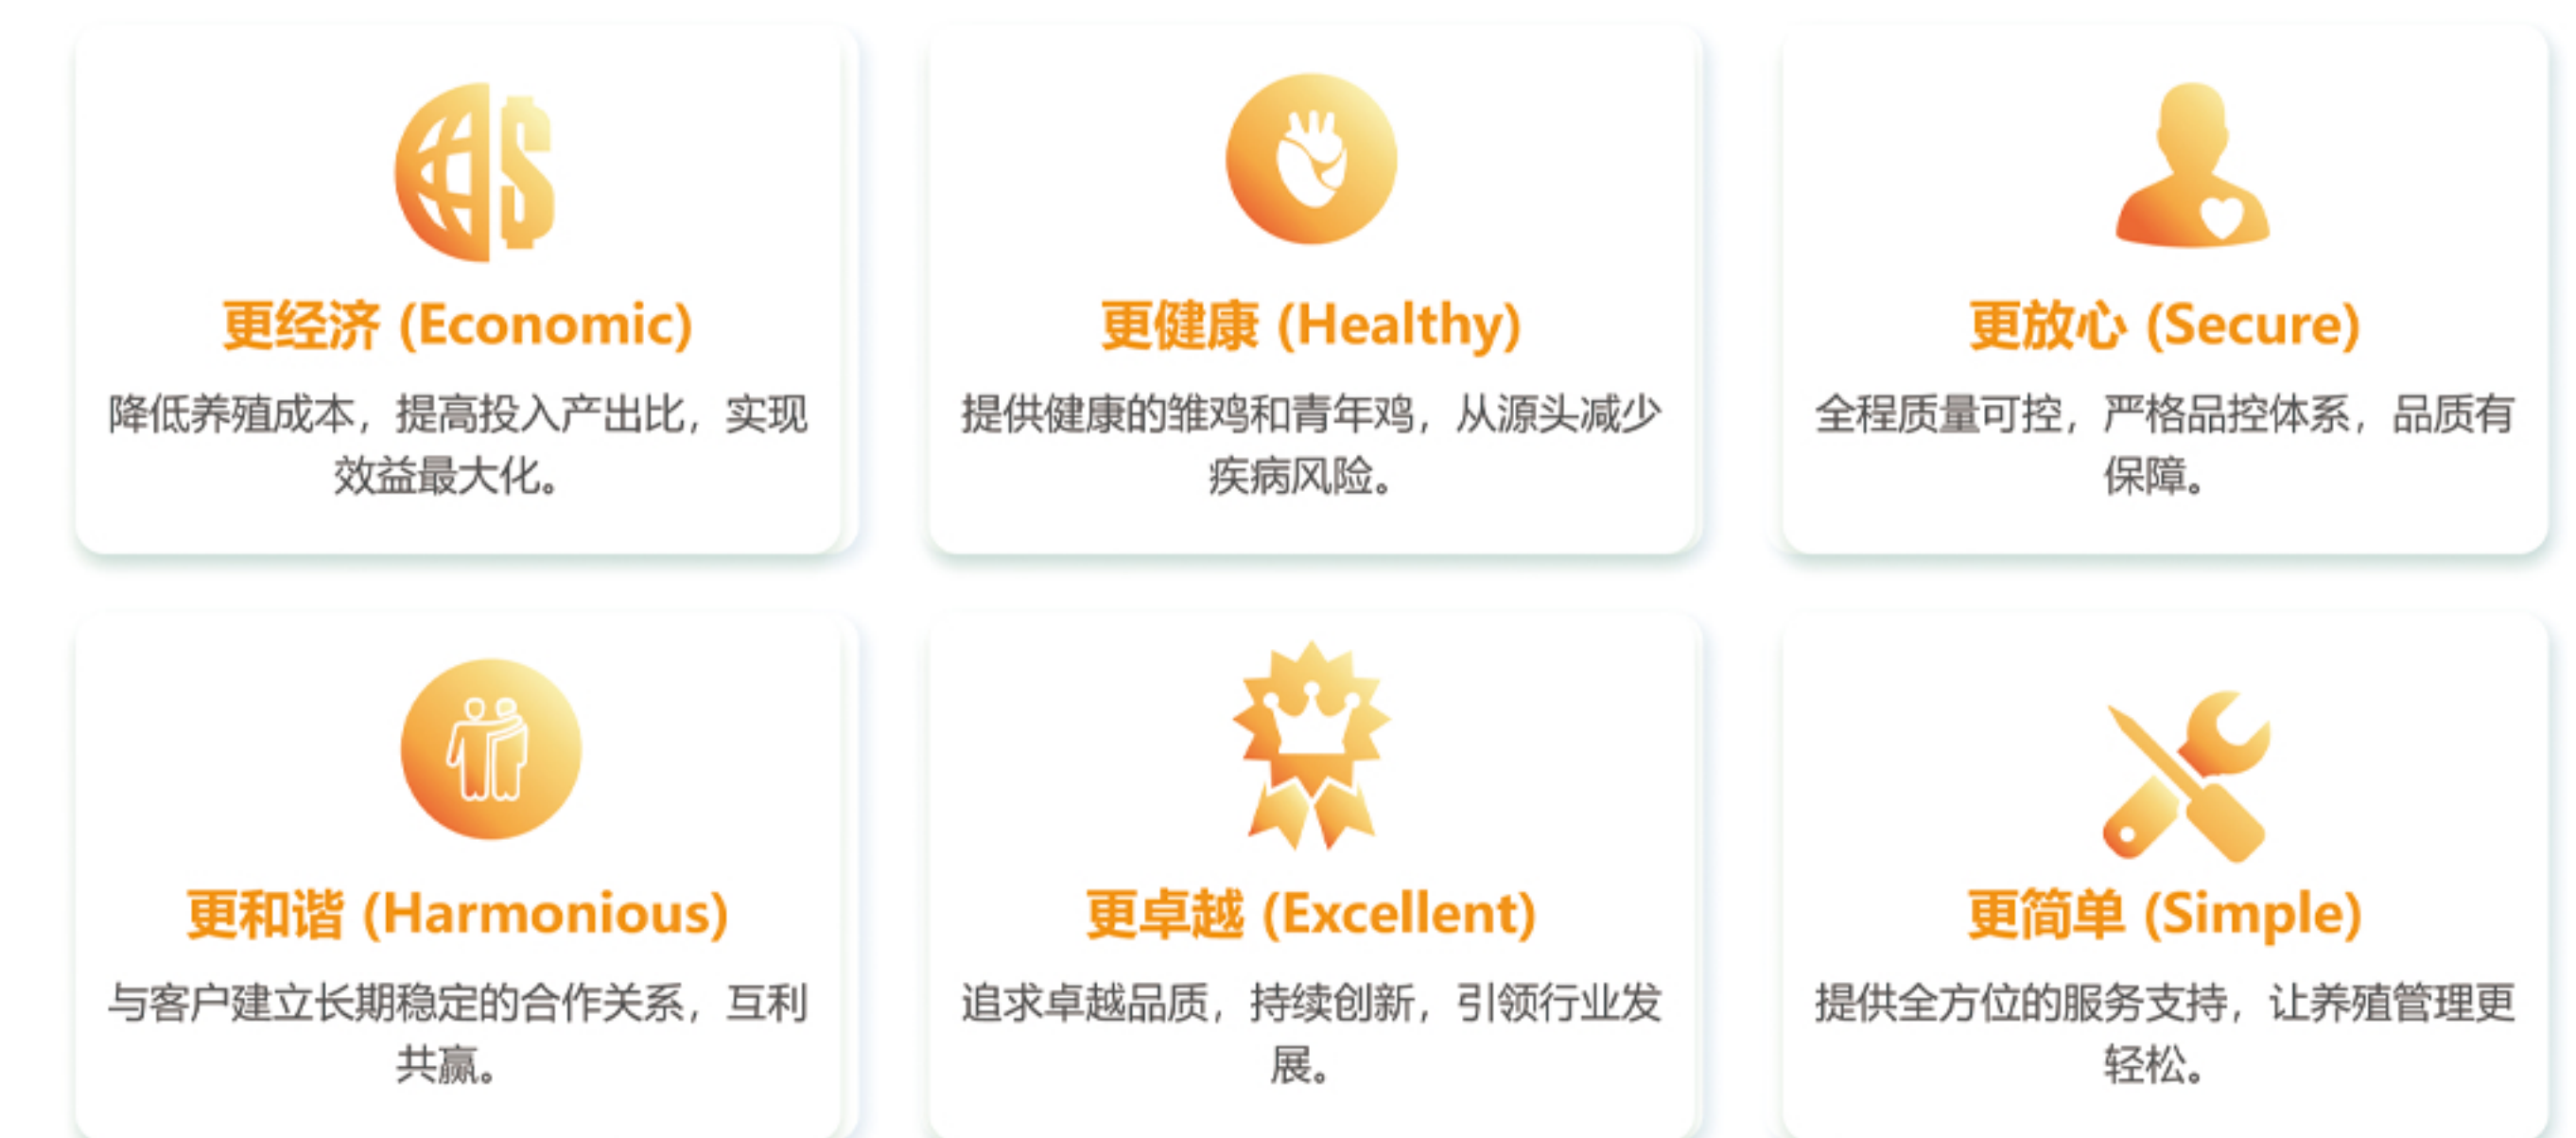 更经济 (Economic)
降低养殖成本，提高投入产出比，实现
效益最大化。
更健康 (Healthy)
提供健康的雏鸡和青年鸡，从源头减少
疾病风险。
更放心 (Secure)
全程质量可控，严格品控体系，品质有
保障。
更和谐 (Harmonious)
与客户建立长期稳定的合作关系，互利
共赢。
更卓越 (Excellent)
追求卓越品质，持续创新，引领行业发
展。
更简单 (Simple)
提供全方位的服务支持，让养殖管理更
轻松。